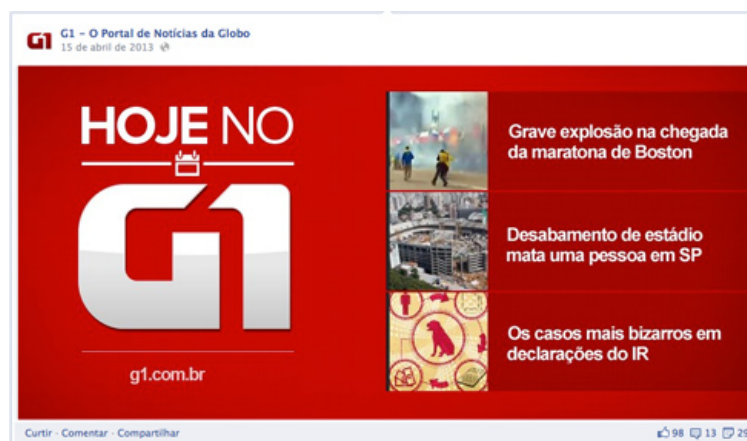 G1
G1 – O Portal de Notícias da Globo
15 de abril de 2013
HOJE NO
G1
g1.com.br
Grave explosão na chegada
da maratona de Boston
Desabamento de estádio
mata uma pessoa em SP
Os casos mais bizarros em
declarações do IR
Curtir · Comentar · Compartilhar
98 13 29